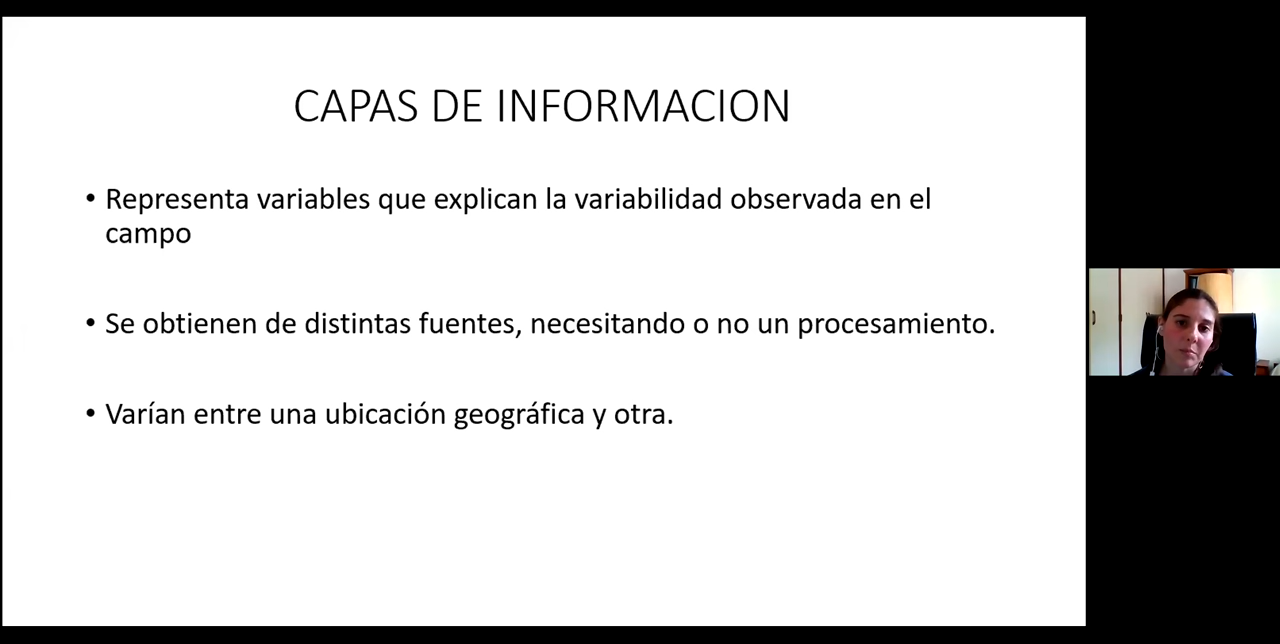 CAPAS DE INFORMACION
• Representa variables que explican la variabilidad observada en el
campo
• Se obtienen de distintas fuentes, necesitando o no un procesamiento.
• Varían entre una ubicación geográfica y otra.